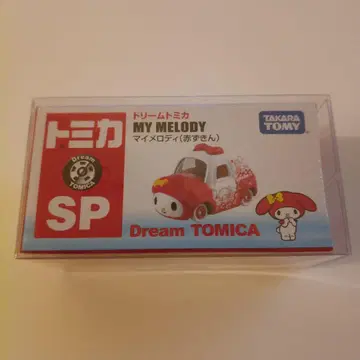 トミカ
Dream
TOMICA
SP
ドリームトミカ
MY MELODY
マイメロディ(赤ずきん)
TAKARA
TOMY
Dream TOMICA